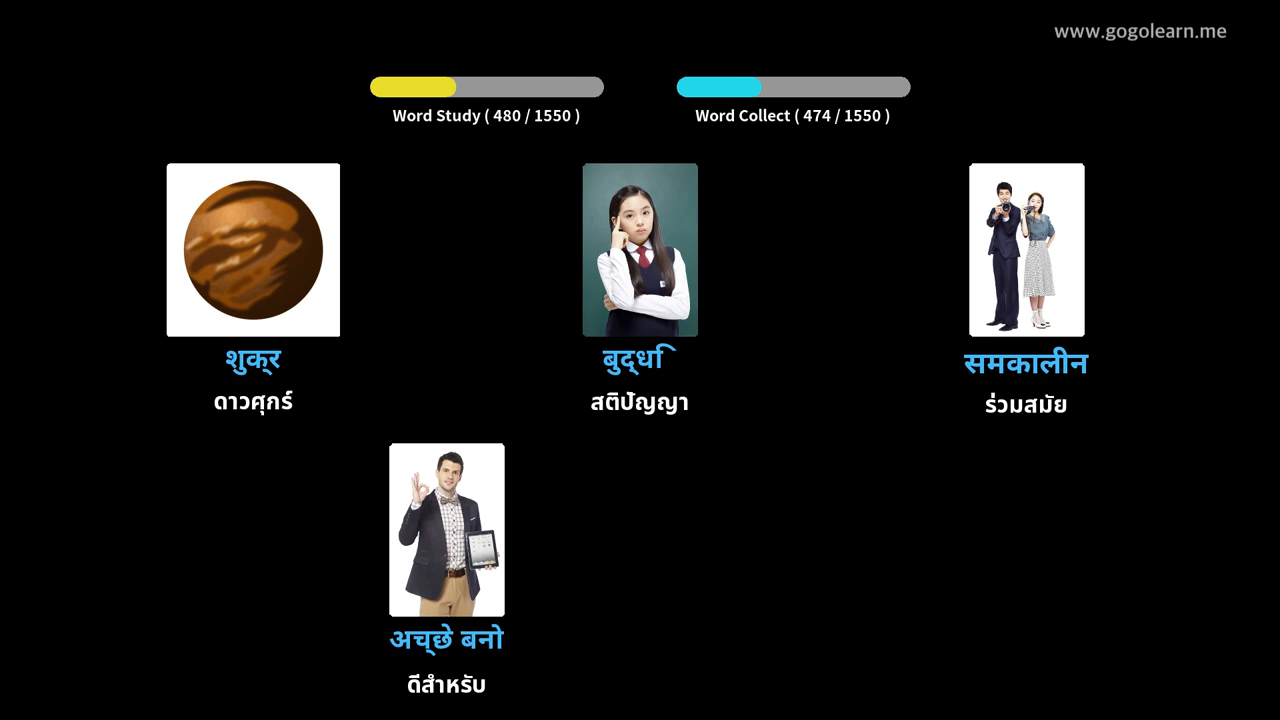 www.gogolearn.me
Word Study ( 480 / 1550 )
Word Collect ( 474 / 1550 )
शुक्र
बुद्धि
समकालीन
ดาวศุกร์
สติปัญญา
ร่วมสมัย
अच्छे बनो
ดีสำหรับ